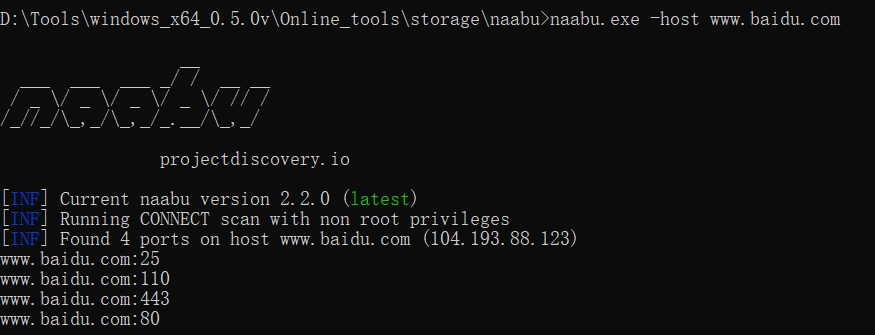 D:\Tools\windows_x64_0.5.0v\Online_tools\storage\naabu>naabu.exe -host www.baidu.com
naabu
projectdiscovery.io
[INF] Current naabu version 2.2.0 (latest)
[INF] Running CONNECT scan with non root privileges
[INF] Found 4 ports on host www.baidu.com (104.193.88.123)
www.baidu.com:25
www.baidu.com:110
www.baidu.com:443
www.baidu.com:80